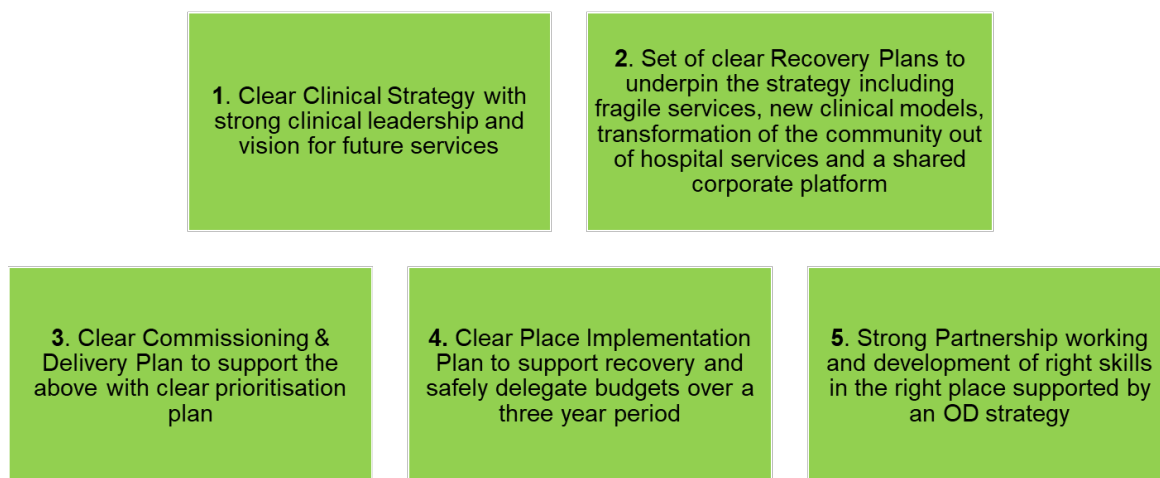 1. Clear Clinical Strategy with
strong clinical leadership and
vision for future services
2. Set of clear Recovery Plans to
underpin the strategy including
fragile services, new clinical models,
transformation of the community out
of hospital services and a shared
corporate platform
3. Clear Commissioning &
Delivery Plan to support the
above with clear prioritisation
plan
4. Clear Place Implementation
Plan to support recovery and
safely delegate budgets over a
three year period
5. Strong Partnership working
and development of right skills
in the right place supported by
an OD strategy